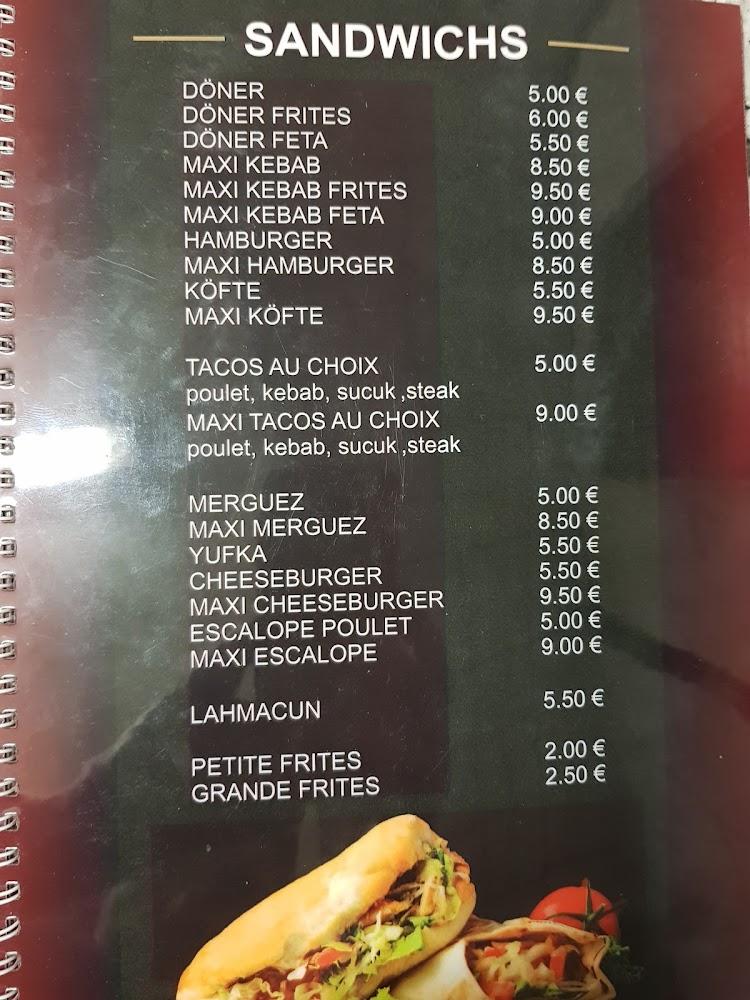 SANDWICHS
DÖNER 5.00 €
DÖNER FRITES 6.00 €
DÖNER FETA 5.50 €
MAXI KEBAB 8.50 €
MAXI KEBAB FRITES 9.50 €
MAXI KEBAB FETA 9.00 €
HAMBURGER 5.00 €
MAXI HAMBURGER 8.50 €
KÖFTE 5.50 €
MAXI KÖFTE 9.50 €
TACOS AU CHOIX 5.00 €
poulet, kebab, sucuk ,steak
MAXI TACOS AU CHOIX 9.00 €
poulet, kebab, sucuk ,steak
MERGUEZ 5.00 €
MAXI MERGUEZ 8.50 €
YUFKA 5.50 €
CHEESEBURGER 5.50 €
MAXI CHEESEBURGER 9.50 €
ESCALOPE POULET 5.00 €
MAXI ESCALOPE 9.00 €
LAHMACUN 5.50 €
PETITE FRITES 2.00 €
GRANDE FRITES 2.50 €